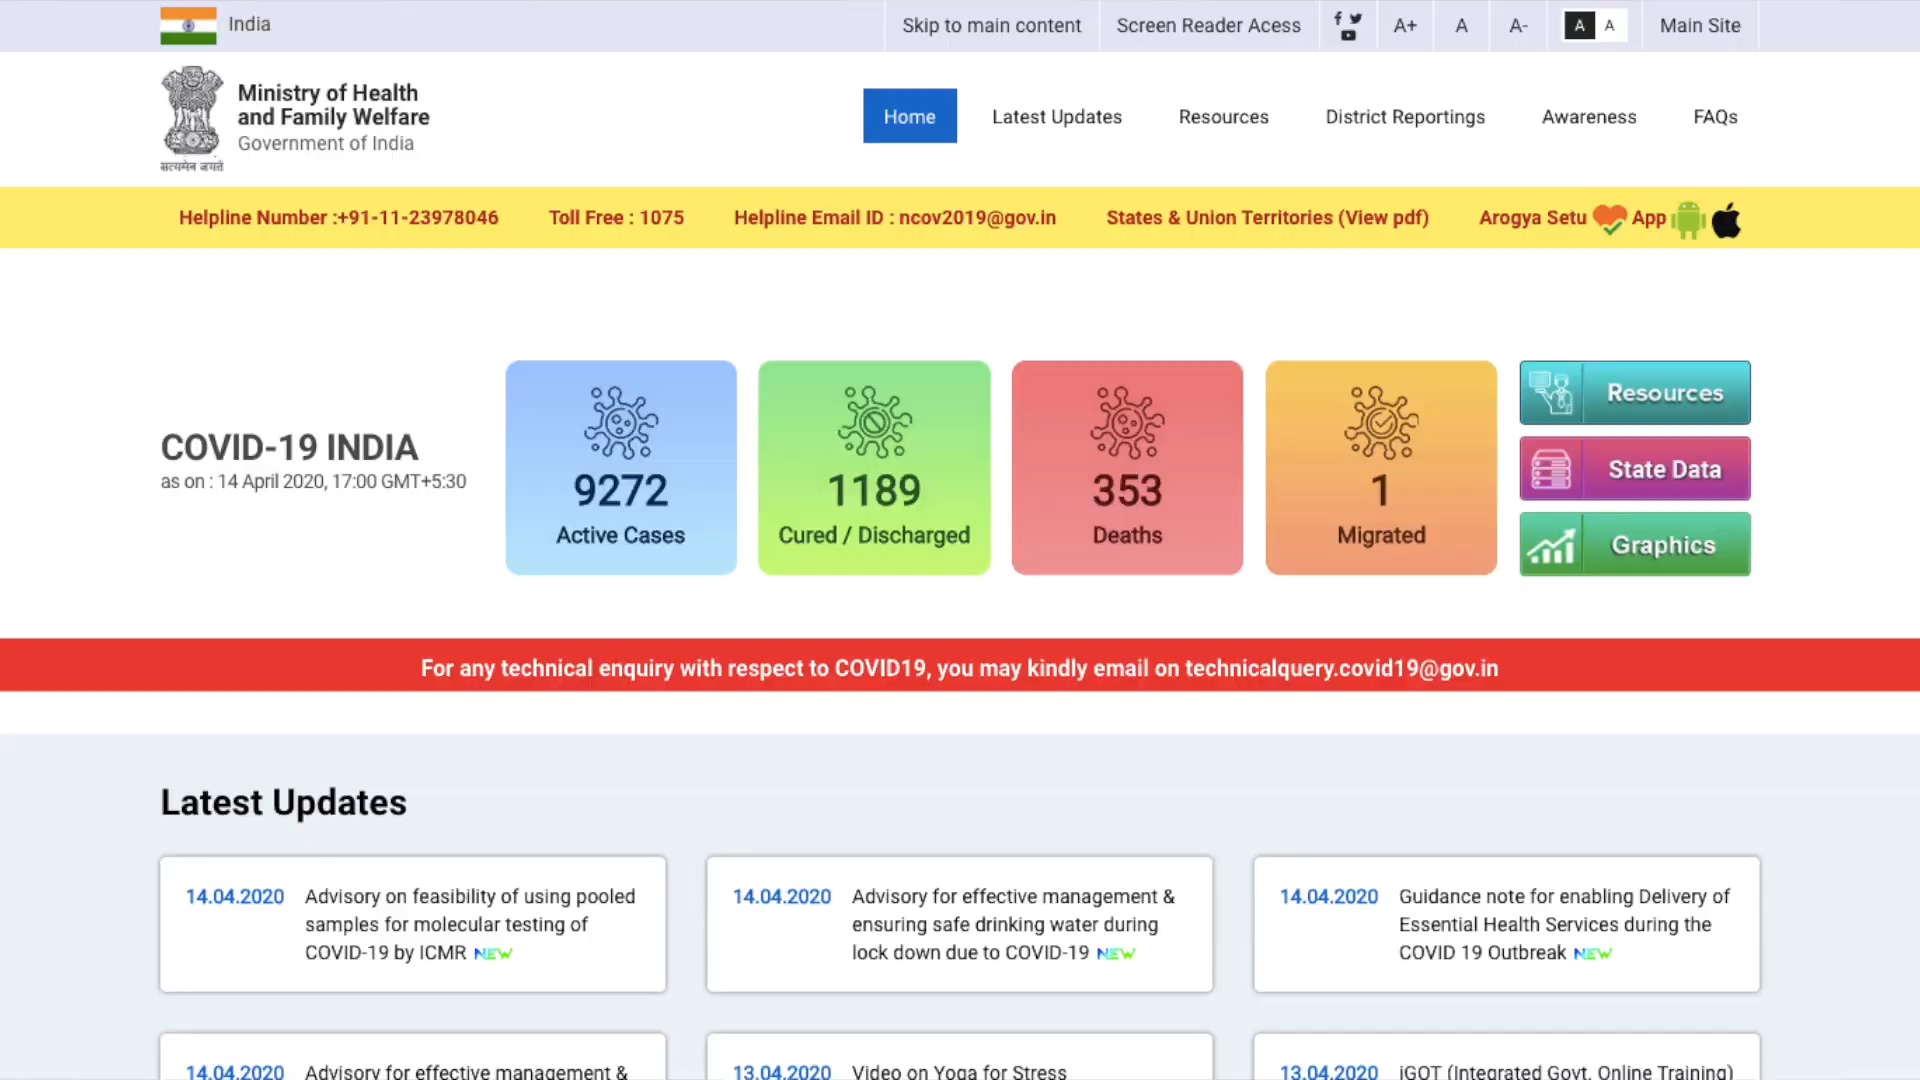 India
Skip to main content
Screen Reader Acess
A+
A
A-
A
A
Main Site
Ministry of Health
and Family Welfare
Government of India
सत्यमेव जयते
Home
Latest Updates
Resources
District Reportings
Awareness
FAQs
Helpline Number :+91-11-23978046
Toll Free : 1075
Helpline Email ID : ncov2019@gov.in
States & Union Territories (View pdf)
Arogya Setu App
COVID-19 INDIA
as on : 14 April 2020, 17:00 GMT+5:30
9272
Active Cases
1189
Cured / Discharged
353
Deaths
1
Migrated
Resources
State Data
Graphics
For any technical enquiry with respect to COVID19, you may kindly email on technicalquery.covid19@gov.in
Latest Updates
14.04.2020 Advisory on feasibility of using pooled
samples for molecular testing of
COVID-19 by ICMR NEW
14.04.2020 Advisory for effective management &
ensuring safe drinking water during
lock down due to COVID-19 NEW
14.04.2020 Guidance note for enabling Delivery of
Essential Health Services during the
COVID 19 Outbreak NEW
14.04.2020 Advisory for effective management &
13.04.2020 Video on Yoga for Stress
13.04.2020 iGOT (Integrated Govt. Online Training)